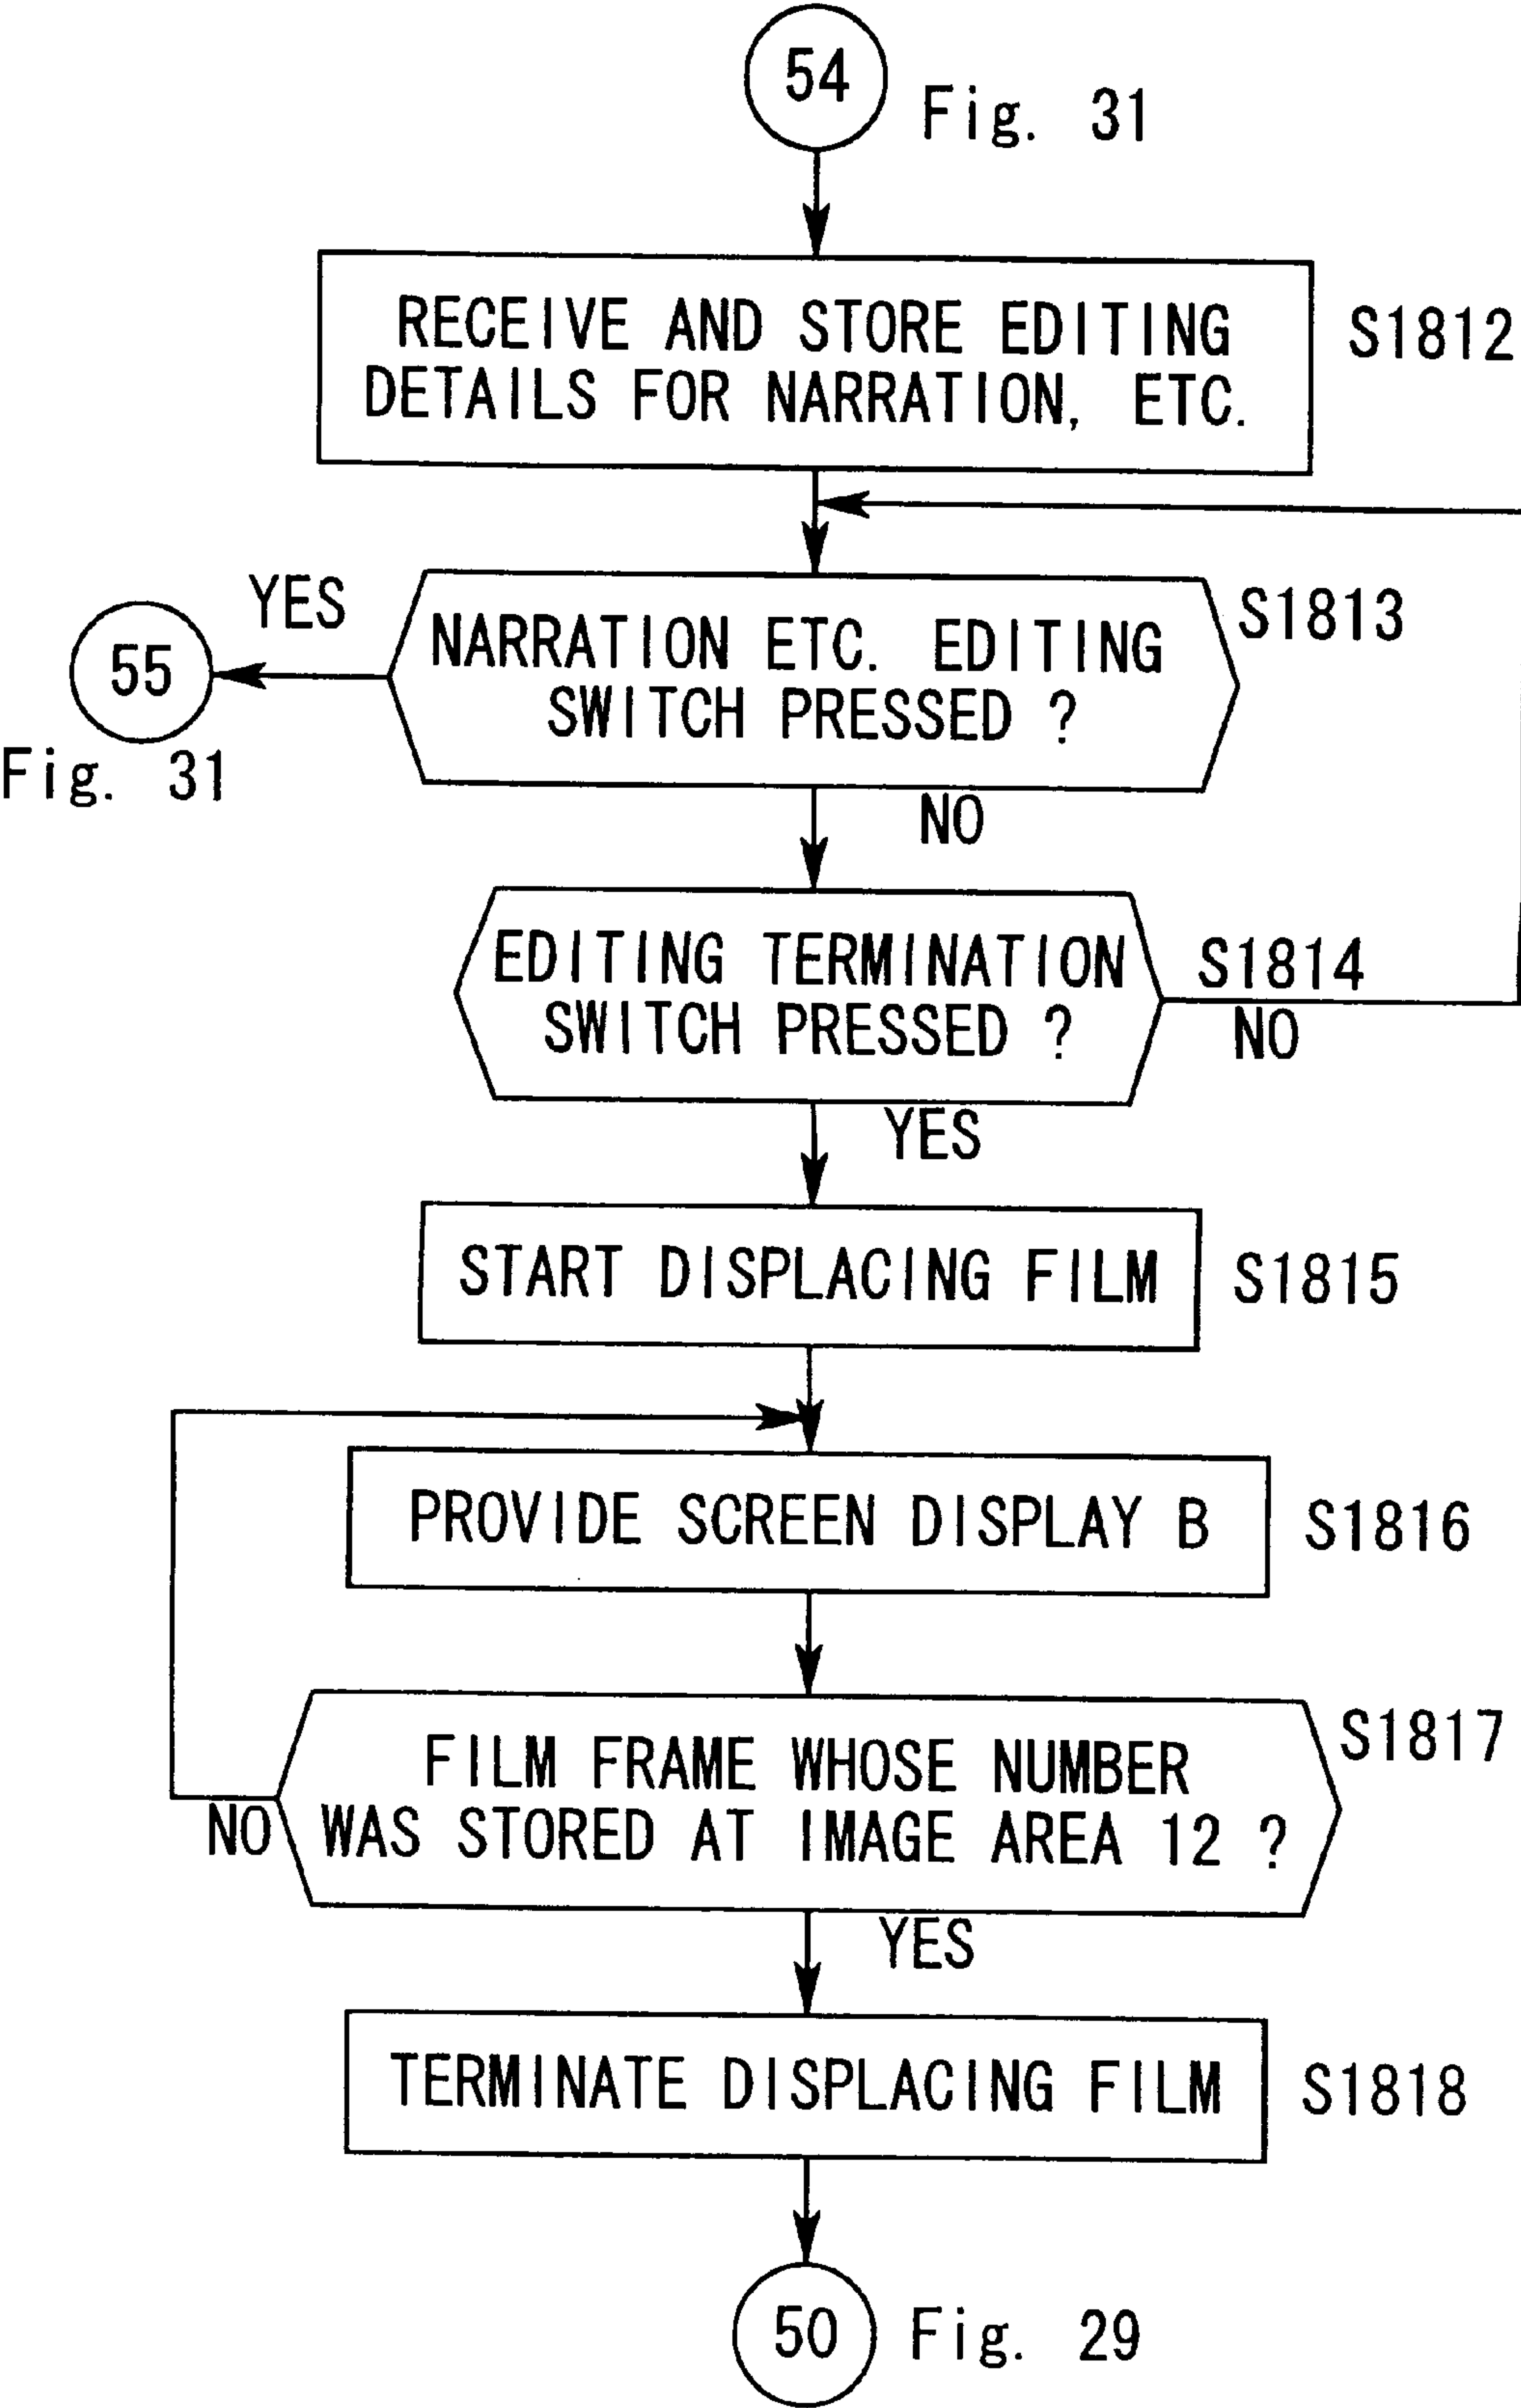 54
Fig. 31
RECEIVE AND STORE EDITING
DETAILS FOR NARRATION, ETC.
S1812
YES
NARRATION ETC. EDITING
SWITCH PRESSED ?
S1813
55
Fig. 31
NO
EDITING TERMINATION
SWITCH PRESSED ?
S1814
NO
YES
START DISPLACING FILM
S1815
PROVIDE SCREEN DISPLAY B
S1816
FILM FRAME WHOSE NUMBER
WAS STORED AT IMAGE AREA 12 ?
S1817
NO
YES
TERMINATE DISPLACING FILM
S1818
50
Fig. 29